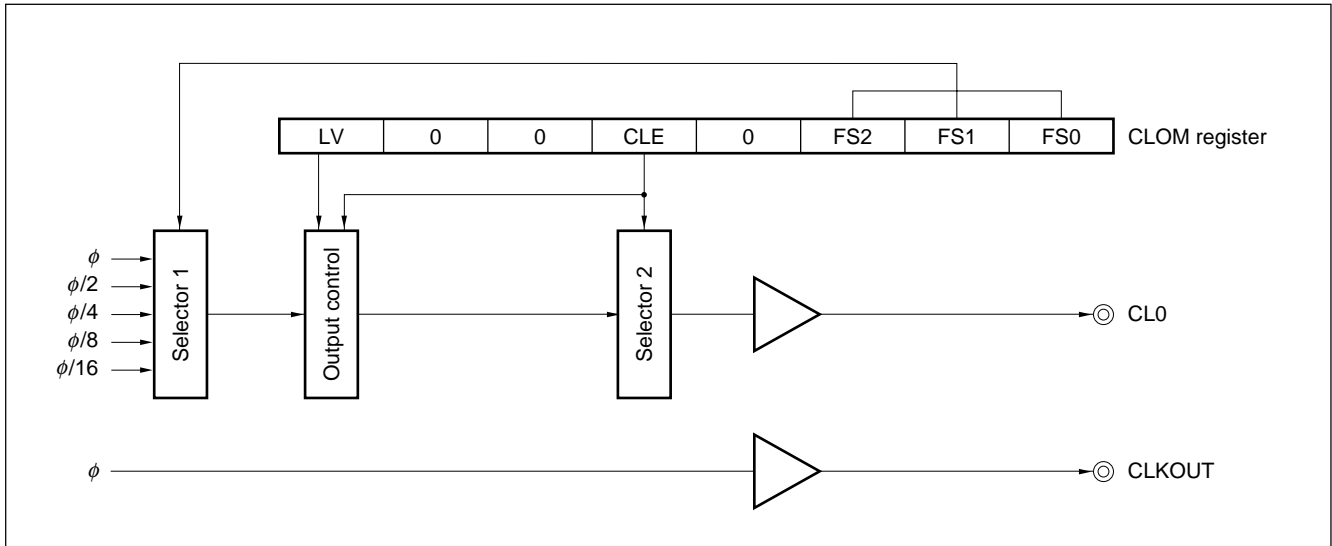 LV 0 0 CLE 0 FS2 FS1 FS0 CLOM register
ϕ
ϕ/2
ϕ/4
ϕ/8
ϕ/16
Selector 1
Output control
Selector 2
CL0
ϕ
CLKOUT